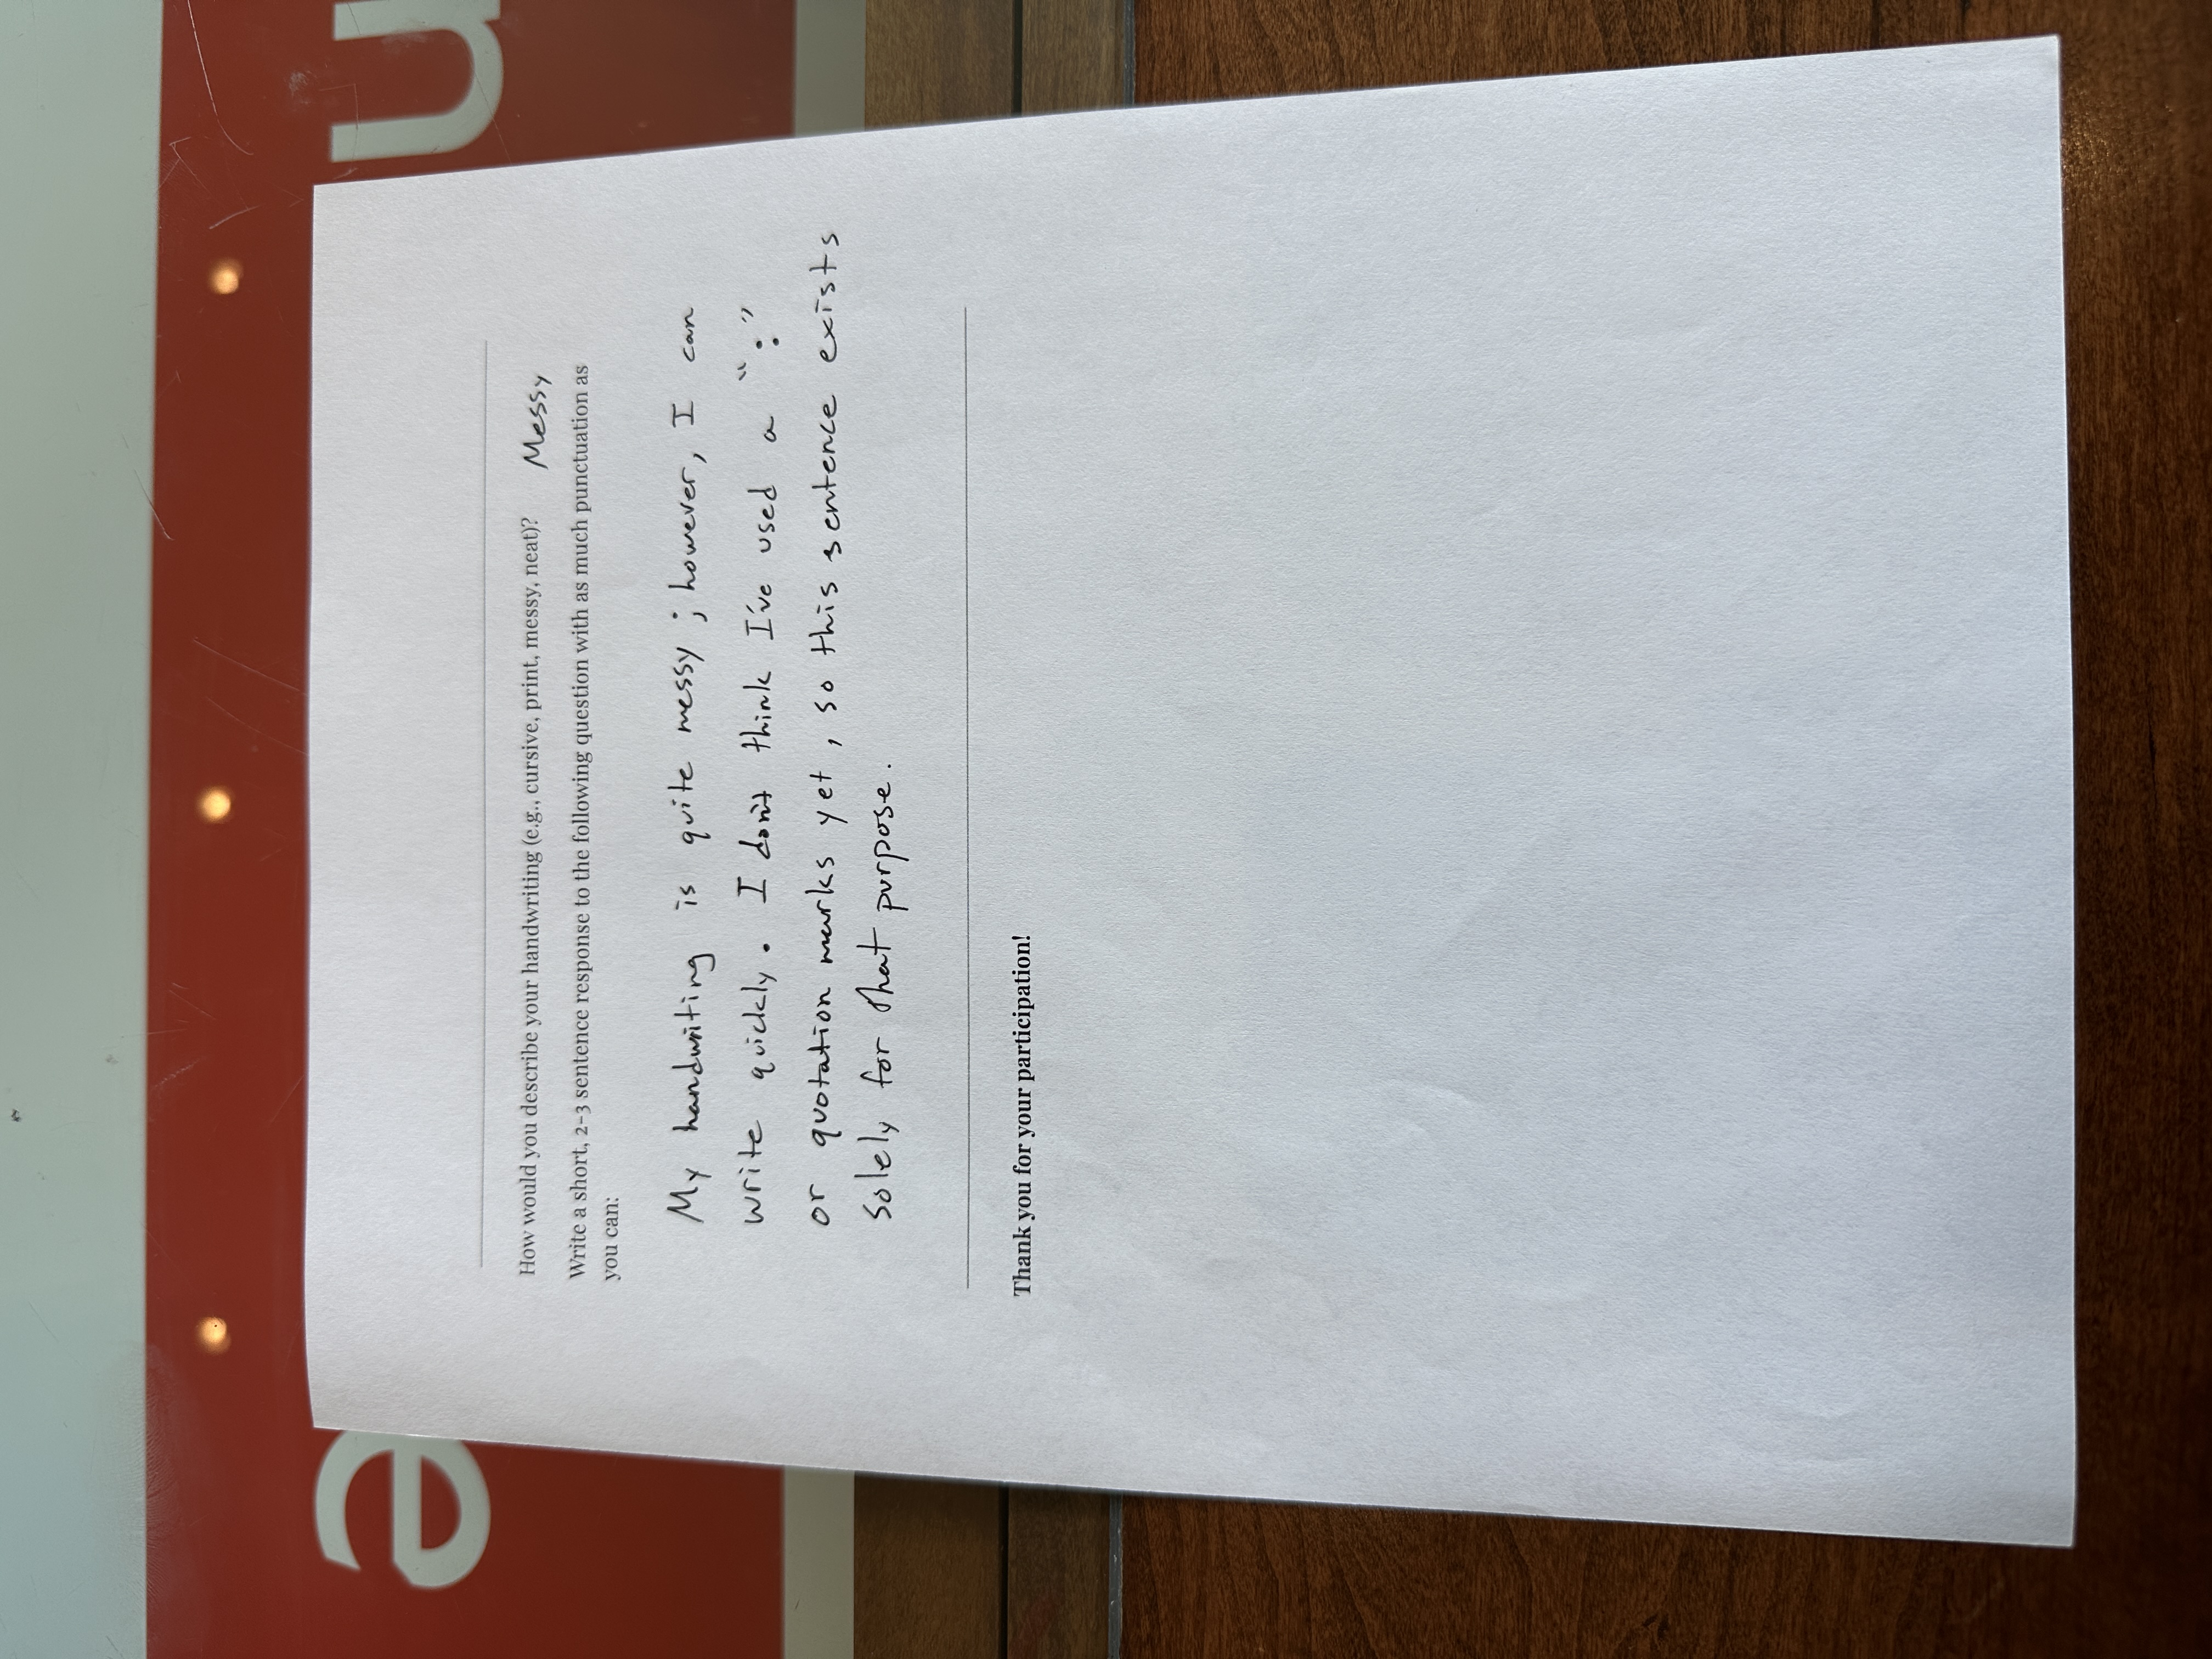 How would you describe your handwriting (e.g., cursive, print, messy, neat)? Messy
Write a short, 2-3 sentence response to the following question with as much punctuation as
you can:
My handwriting is quite messy; however, I can
write quickly. I don't think I've used a ":"
or quotation marks yet, so this sentence exists
solely for that purpose.
Thank you for your participation!